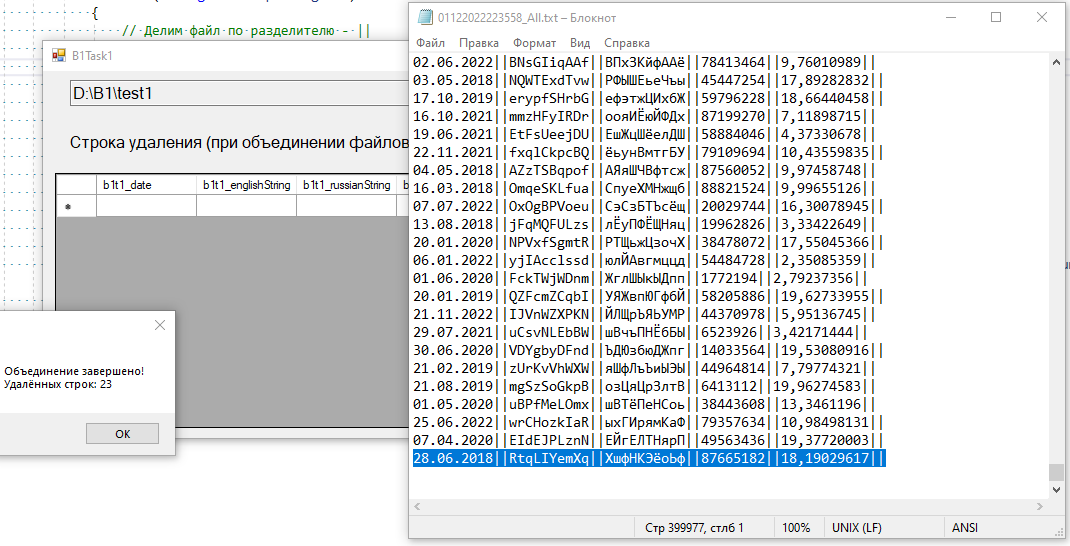 {
// Делим файл по разделителю - ||
B1Task1
D:\B1\test1
Строка удаления (при объединении файлов
b1t1_date b1t1_englishString b1t1_russianString
Объединение завершено!
Удалённых строк: 23
OK
01122022223558_All.txt – Блокнот
Файл Правка Формат Вид Справка
02.06.2022||BNsGIiqAAf||ВПхЗКйфААё||78413464||9,76010989||
03.05.2018||NQWTExdTvw||РФЫШЕьеЧъы||45447254||17,89282832||
17.10.2019||erypfSHrbG||ефэтжЦИхбЖ||59796228||18,66440458||
16.10.2021||mmzHFyIRDr||оояИЁюЙФДх||87199270||7,11898715||
19.06.2021||EtFsUeejDU||ЕшЖцШёелДШ||58884046||4,37330678||
22.11.2021||fxqlCkpcBQ||ёьунВмтгБУ||79109694||10,43559835||
04.05.2018||AZzTSBqpof||АЯяШЧВфтсж||87560052||9,97458748||
16.03.2018||OmqeSKLfua||СпуеХМНжщб||88821524||9,99655126||
07.07.2022||OxOgBPVoeu||СэСзБТЪсёщ||20029744||16,30078945||
13.08.2018||jFqMQFULzs||лЁуПФЁЩНяц||19962826||3,33422649||
20.01.2020||NPVxfSgmtR||РТЩьжЦзочХ||38478072||17,55045366||
06.01.2022||yjIAcclssd||юлЙАвгмццд||54484728||2,35085359||
01.06.2020||FckTWjWDnm||ЖглШЫкЫДпп||1772194||2,79237356||
20.01.2019||QZFcmZCqbI||УЯЖвпЮГфбЙ||58205886||19,62733955||
21.11.2022||IJVnWZXPKN||ЙЛЩрЪЯЬУМР||44370978||5,95136745||
29.07.2021||uCsvNLEbBW||шВчъПНЁбБЫ||6523926||3,42171444||
30.06.2020||VDYgbyDFnd||ЪДЮзбюДЖпг||14033564||19,53080916||
21.02.2019||zUrKvVhWXW||яШфЛъЬиЫЭЫ||44964814||7,79774321||
21.08.2019||mgSzSoGkpB||озЦяЦрЗлтВ||6413112||19,96274583||
01.05.2020||uBPfMeLOmx||шВТёПеНСоь||38443608||13,3461196||
25.06.2022||wrCHozkIaR||ыхГИрямКаФ||79357634||10,98498131||
07.04.2020||EIdEJPLznN||ЕЙгЕЛТНярП||49563436||19,37720003||
28.06.2018||RtqLIYemXq||ХшфНКЭёоЬф||87665182||18,19029617||
Стр 399977, стлб 1 100% UNIX (LF) ANSI